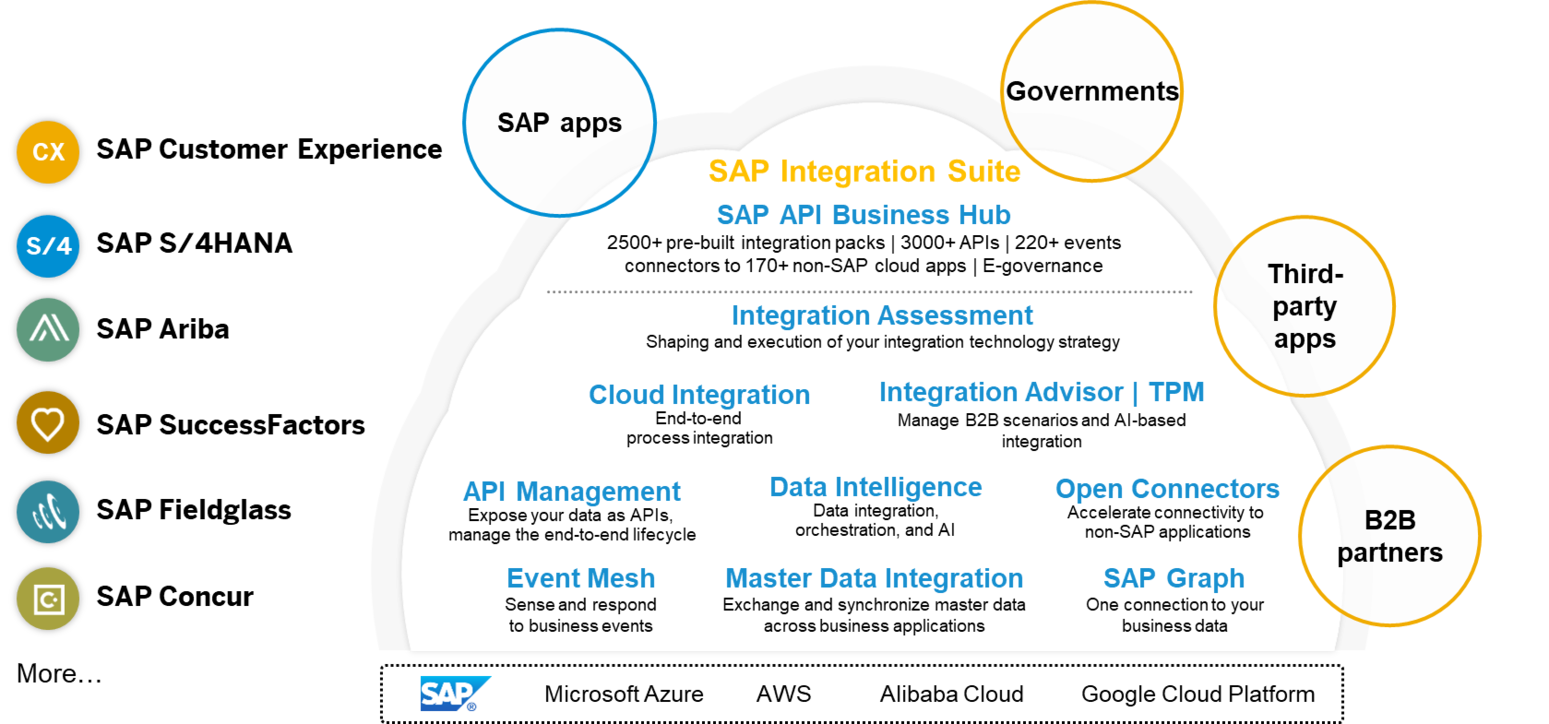 CX
SAP Customer Experience
S/4
SAP S/4HANA
SAP Ariba
SAP SuccessFactors
SAP Fieldglass
SAP Concur
More…
SAP apps
Governments
Third-
party
apps
B2B
partners
SAP Integration Suite
SAP API Business Hub
2500+ pre-built integration packs | 3000+ APIs | 220+ events
connectors to 170+ non-SAP cloud apps | E-governance
Integration Assessment
Shaping and execution of your integration technology strategy
Cloud Integration
End-to-end
process integration
Integration Advisor | TPM
Manage B2B scenarios and AI-based
integration
API Management
Expose your data as APIs,
manage the end-to-end lifecycle
Data Intelligence
Data integration,
orchestration, and AI
Open Connectors
Accelerate connectivity to
non-SAP applications
Event Mesh
Sense and respond
to business events
Master Data Integration
Exchange and synchronize master data
across business applications
SAP Graph
One connection to your
business data
SAP® Microsoft Azure AWS Alibaba Cloud Google Cloud Platform